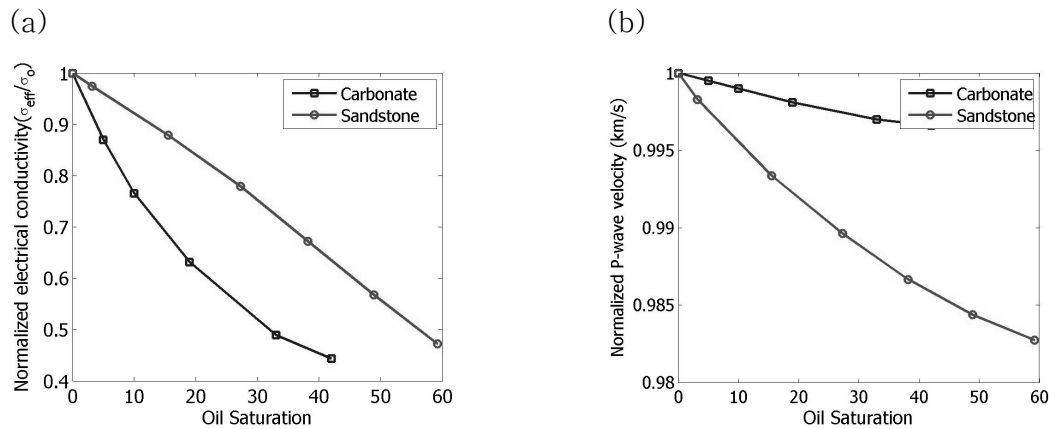 (a)
(b)
Normalized electrical conductivity(σeff/σo)
1
0.9
0.8
0.7
0.6
0.5
0.4
0 10 20 30 40 50 60
Oil Saturation
Carbonate
Sandstone
Normalized P-wave velocity (km/s)
1
0.995
0.99
0.985
0.98
0 10 20 30 40 50 60
Oil Saturation
Carbonate
Sandstone